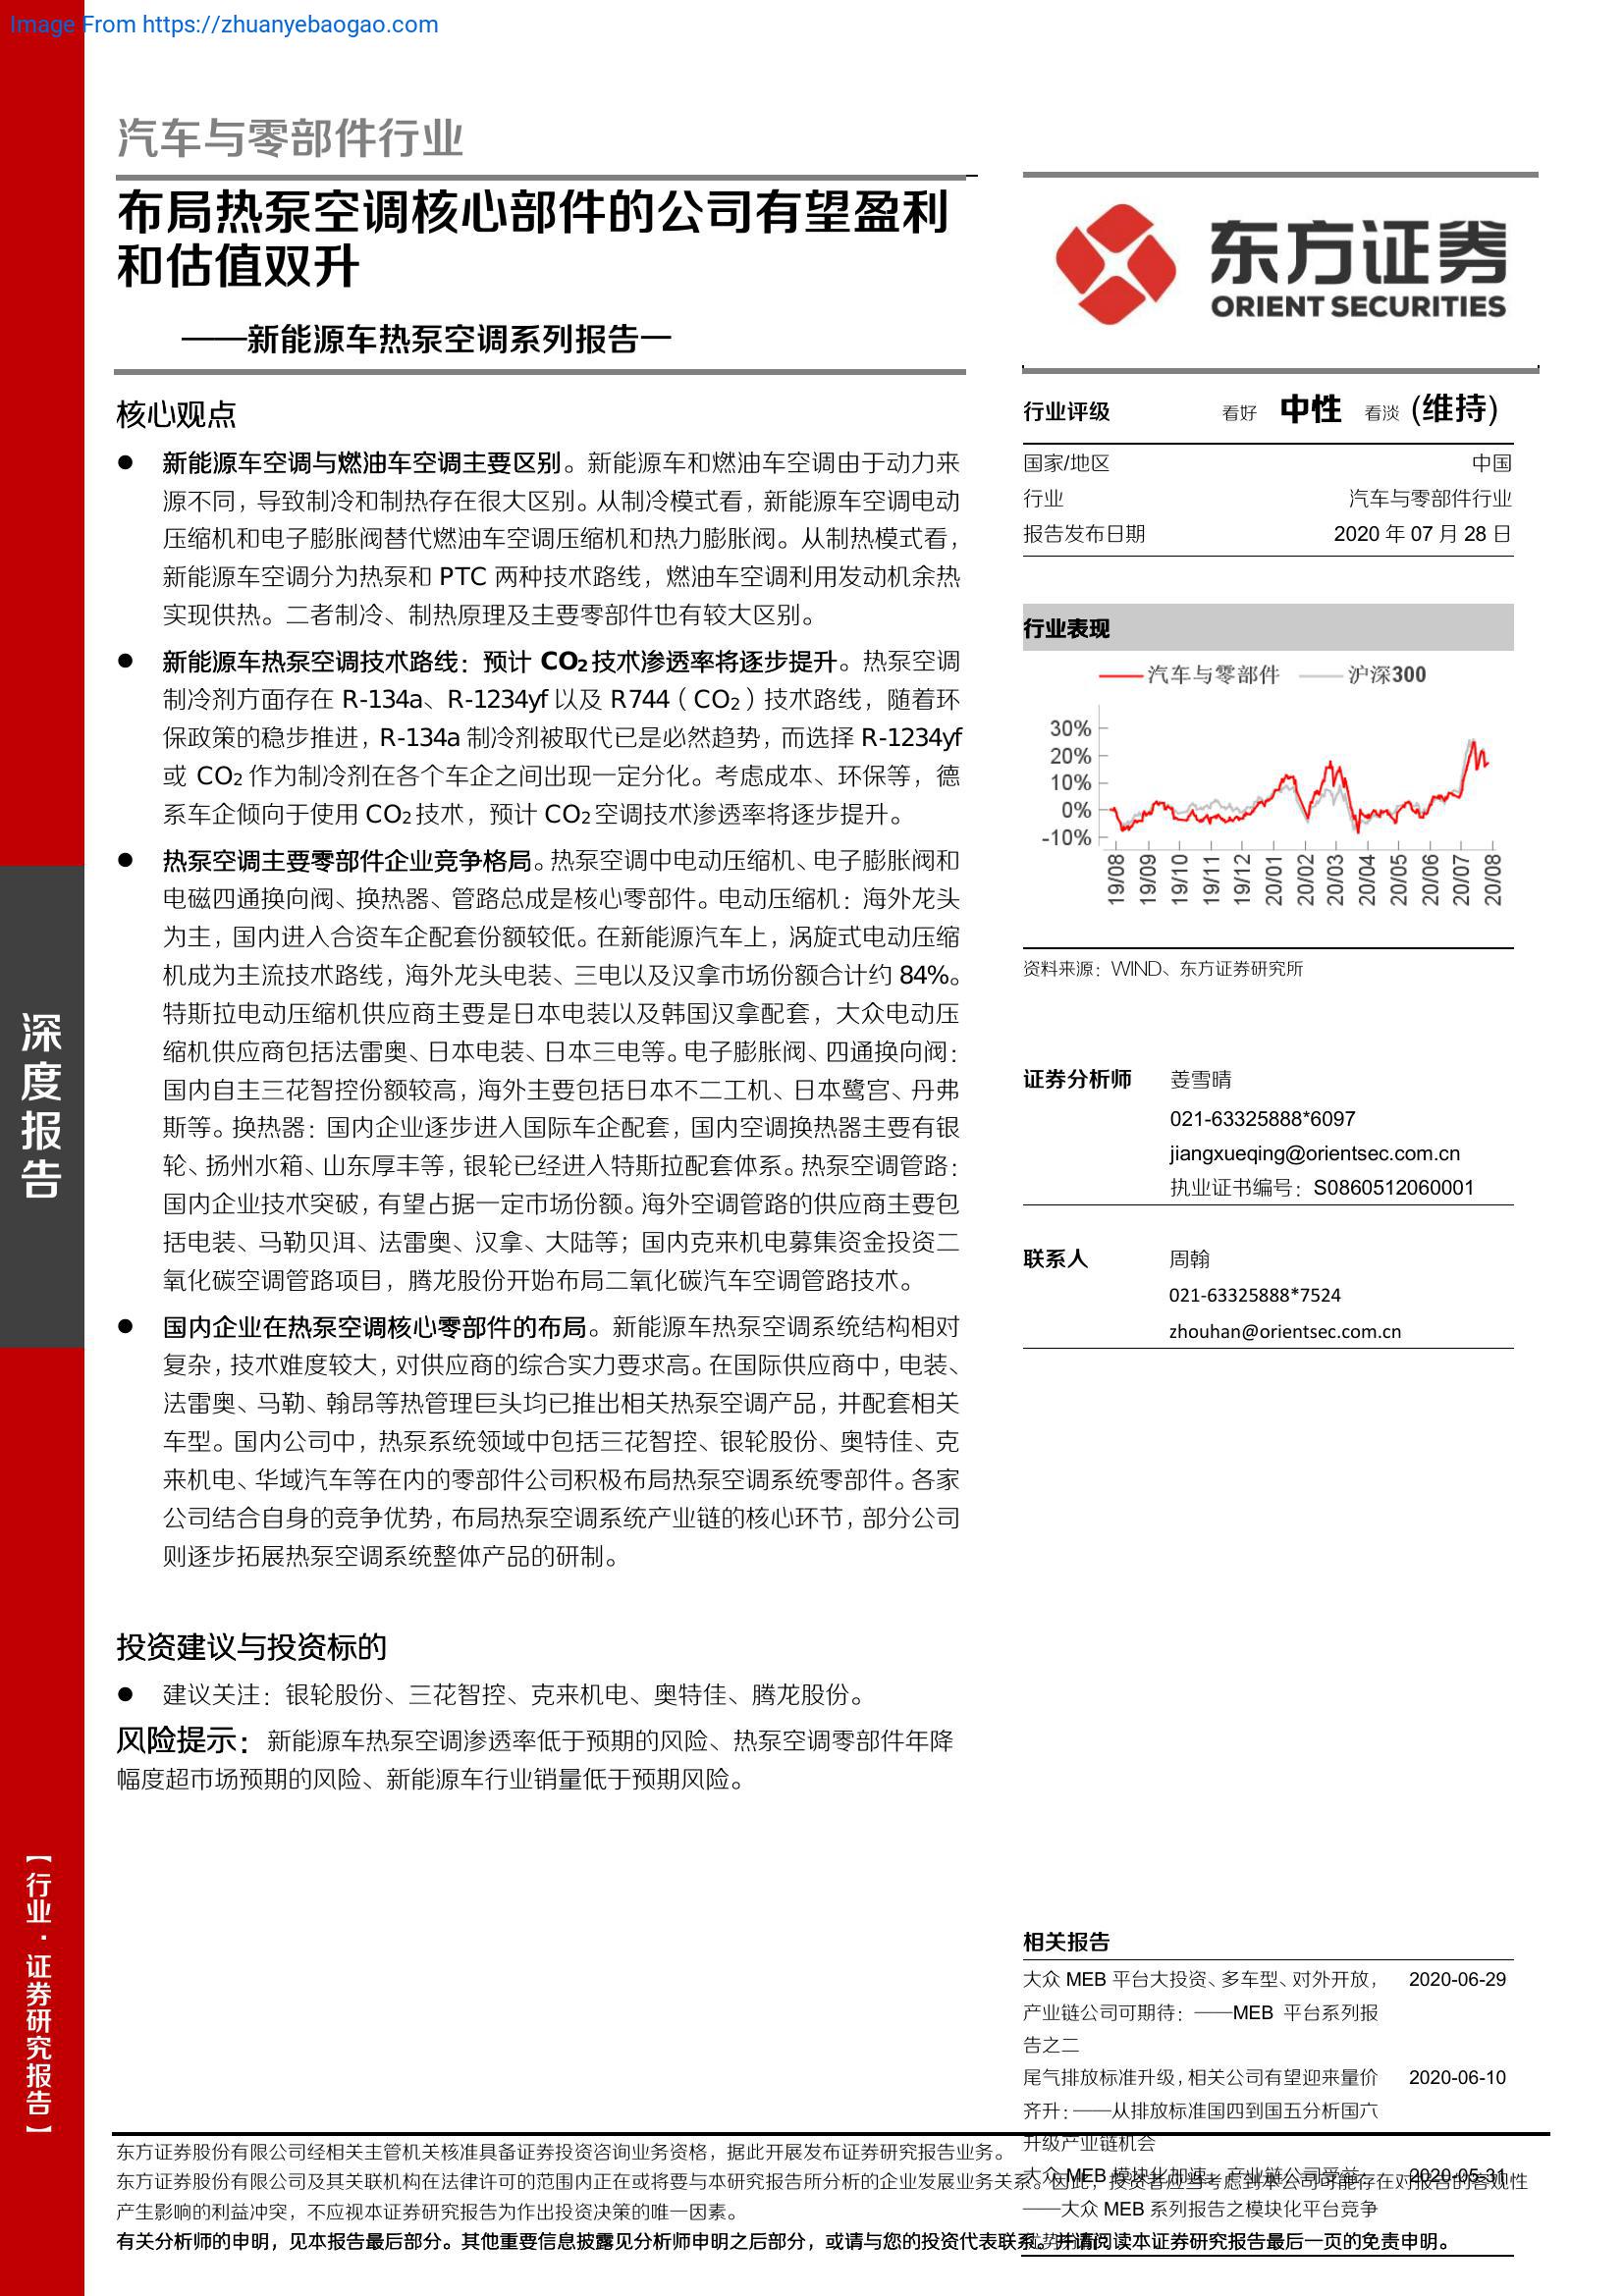 Image From https://zhuanyebaogao.com
汽车与零部件行业
布局热泵空调核心部件的公司有望盈利
和估值双升
——新能源车热泵空调系列报告一
核心观点
● 新能源车空调与燃油车空调主要区别。新能源车和燃油车空调由于动力来
源不同，导致制冷和制热存在很大区别。从制冷模式看，新能源车空调电动
压缩机和电子膨胀阀替代燃油车空调压缩机和热力膨胀阀。从制热模式看，
新能源车空调分为热泵和 PTC 两种技术路线，燃油车空调利用发动机余热
实现供热。二者制冷、制热原理及主要零部件也有较大区别。
● 新能源车热泵空调技术路线：预计 CO₂技术渗透率将逐步提升。热泵空调
制冷剂方面存在 R-134a、R-1234yf 以及 R744（CO₂）技术路线，随着环
保政策的稳步推进，R-134a 制冷剂被取代已是必然趋势，而选择 R-1234yf
或 CO₂ 作为制冷剂在各个车企之间出现一定分化。考虑成本、环保等，德
系车企倾向于使用 CO₂技术，预计 CO₂空调技术渗透率将逐步提升。
● 热泵空调主要零部件企业竞争格局。热泵空调中电动压缩机、电子膨胀阀和
电磁四通换向阀、换热器、管路总成是核心零部件。电动压缩机：海外龙头
为主，国内进入合资车企配套份额较低。在新能源汽车上，涡旋式电动压缩
机成为主流技术路线，海外龙头电装、三电以及汉拿市场份额合计约 84%。
特斯拉电动压缩机供应商主要是日本电装以及韩国汉拿配套，大众电动压
缩机供应商包括法雷奥、日本电装、日本三电等。电子膨胀阀、四通换向阀：
国内自主三花智控份额较高，海外主要包括日本不二工机、日本鹭宫、丹弗
斯等。换热器：国内企业逐步进入国际车企配套，国内空调换热器主要有银
轮、扬州水箱、山东厚丰等，银轮已经进入特斯拉配套体系。热泵空调管路：
国内企业技术突破，有望占据一定市场份额。海外空调管路的供应商主要包
括电装、马勒贝洱、法雷奥、汉拿、大陆等；国内克来机电募集资金投资二
氧化碳空调管路项目，腾龙股份开始布局二氧化碳汽车空调管路技术。
● 国内企业在热泵空调核心零部件的布局。新能源车热泵空调系统结构相对
复杂，技术难度较大，对供应商的综合实力要求高。在国际供应商中，电装、
法雷奥、马勒、翰昂等热管理巨头均已推出相关热泵空调产品，并配套相关
车型。国内公司中，热泵系统领域中包括三花智控、银轮股份、奥特佳、克
来机电、华域汽车等在内的零部件公司积极布局热泵空调系统零部件。各家
公司结合自身的竞争优势，布局热泵空调系统产业链的核心环节，部分公司
则逐步拓展热泵空调系统整体产品的研制。
投资建议与投资标的
● 建议关注：银轮股份、三花智控、克来机电、奥特佳、腾龙股份。
风险提示：新能源车热泵空调渗透率低于预期的风险、热泵空调零部件年降
幅度超市场预期的风险、新能源车行业销量低于预期风险。
深度报告
【行业·证券研究报告】
东方证券
ORIENT SECURITIES
行业评级 看好 中性 看淡 (维持)
国家/地区 中国
行业 汽车与零部件行业
报告发布日期 2020 年 07 月 28 日
行业表现
汽车与零部件 沪深300
30%
20%
10%
0%
-10%
19/08 19/09 19/10 19/11 19/12 20/01 20/02 20/03 20/04 20/05 20/06 20/07 20/08
资料来源：WIND、东方证券研究所
证券分析师 姜雪晴
021-63325888*6097
jiangxueqing@orientsec.com.cn
执业证书编号：S0860512060001
联系人 周翰
021-63325888*7524
zhouhan@orientsec.com.cn
相关报告
大众 MEB 平台大投资、多车型、对外开放， 2020-06-29
产业链公司可期待：——MEB 平台系列报
告之二
尾气排放标准升级，相关公司有望迎来量价 2020-06-10
齐升：——从排放标准国四到国五分析国六
升级产业链机会
大众 MEB 模块化加速，产业链公司受益： 2020-05-31
——大众 MEB 系列报告之模块化平台竞争
东方证券股份有限公司经相关主管机关核准具备证券投资咨询业务资格，据此开展发布证券研究报告业务。
东方证券股份有限公司及其关联机构在法律许可的范围内正在或将要与本研究报告所分析的企业发展业务关系。因此，投资者应当考虑到本公司可能存在对报告的客观性
产生影响的利益冲突，不应视本证券研究报告为作出投资决策的唯一因素。
有关分析师的申明，见本报告最后部分。其他重要信息披露见分析师申明之后部分，或请与您的投资代表联系。并请阅读本证券研究报告最后一页的免责申明。